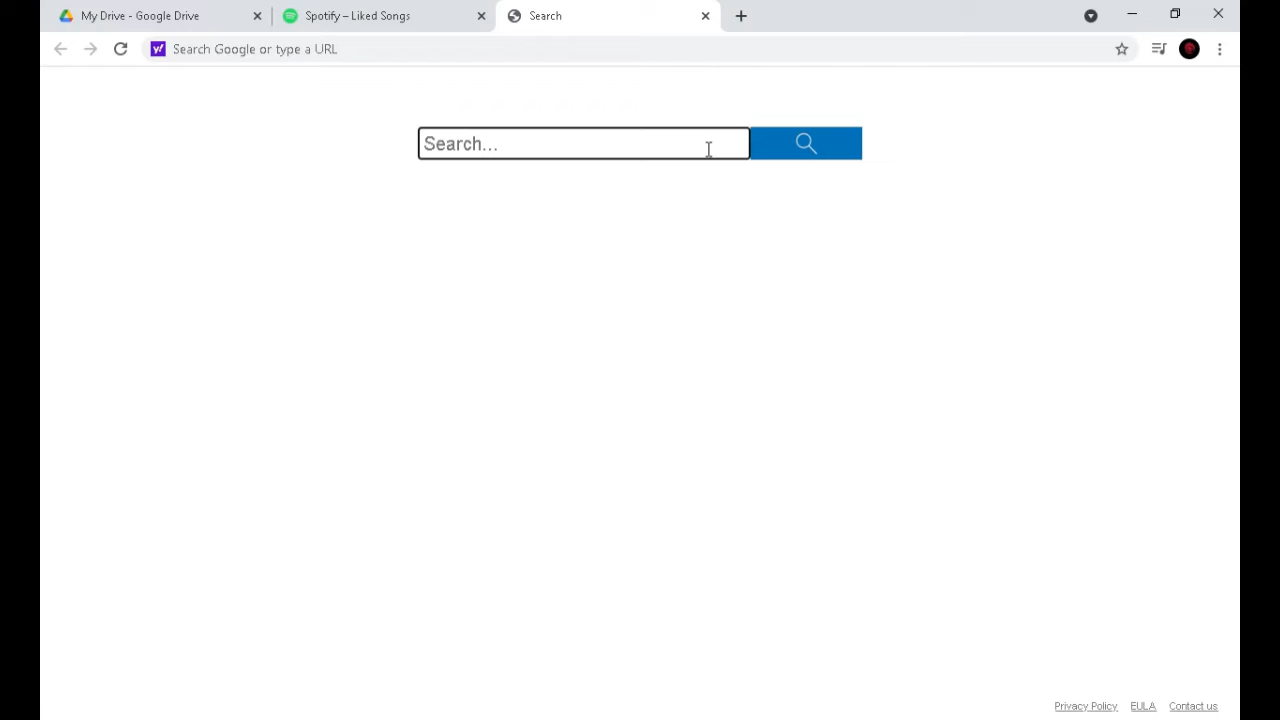 My Drive - Google Drive
Spotify – Liked Songs
Search
y!
Search Google or type a URL
Search...
Privacy Policy
EULA
Contact us